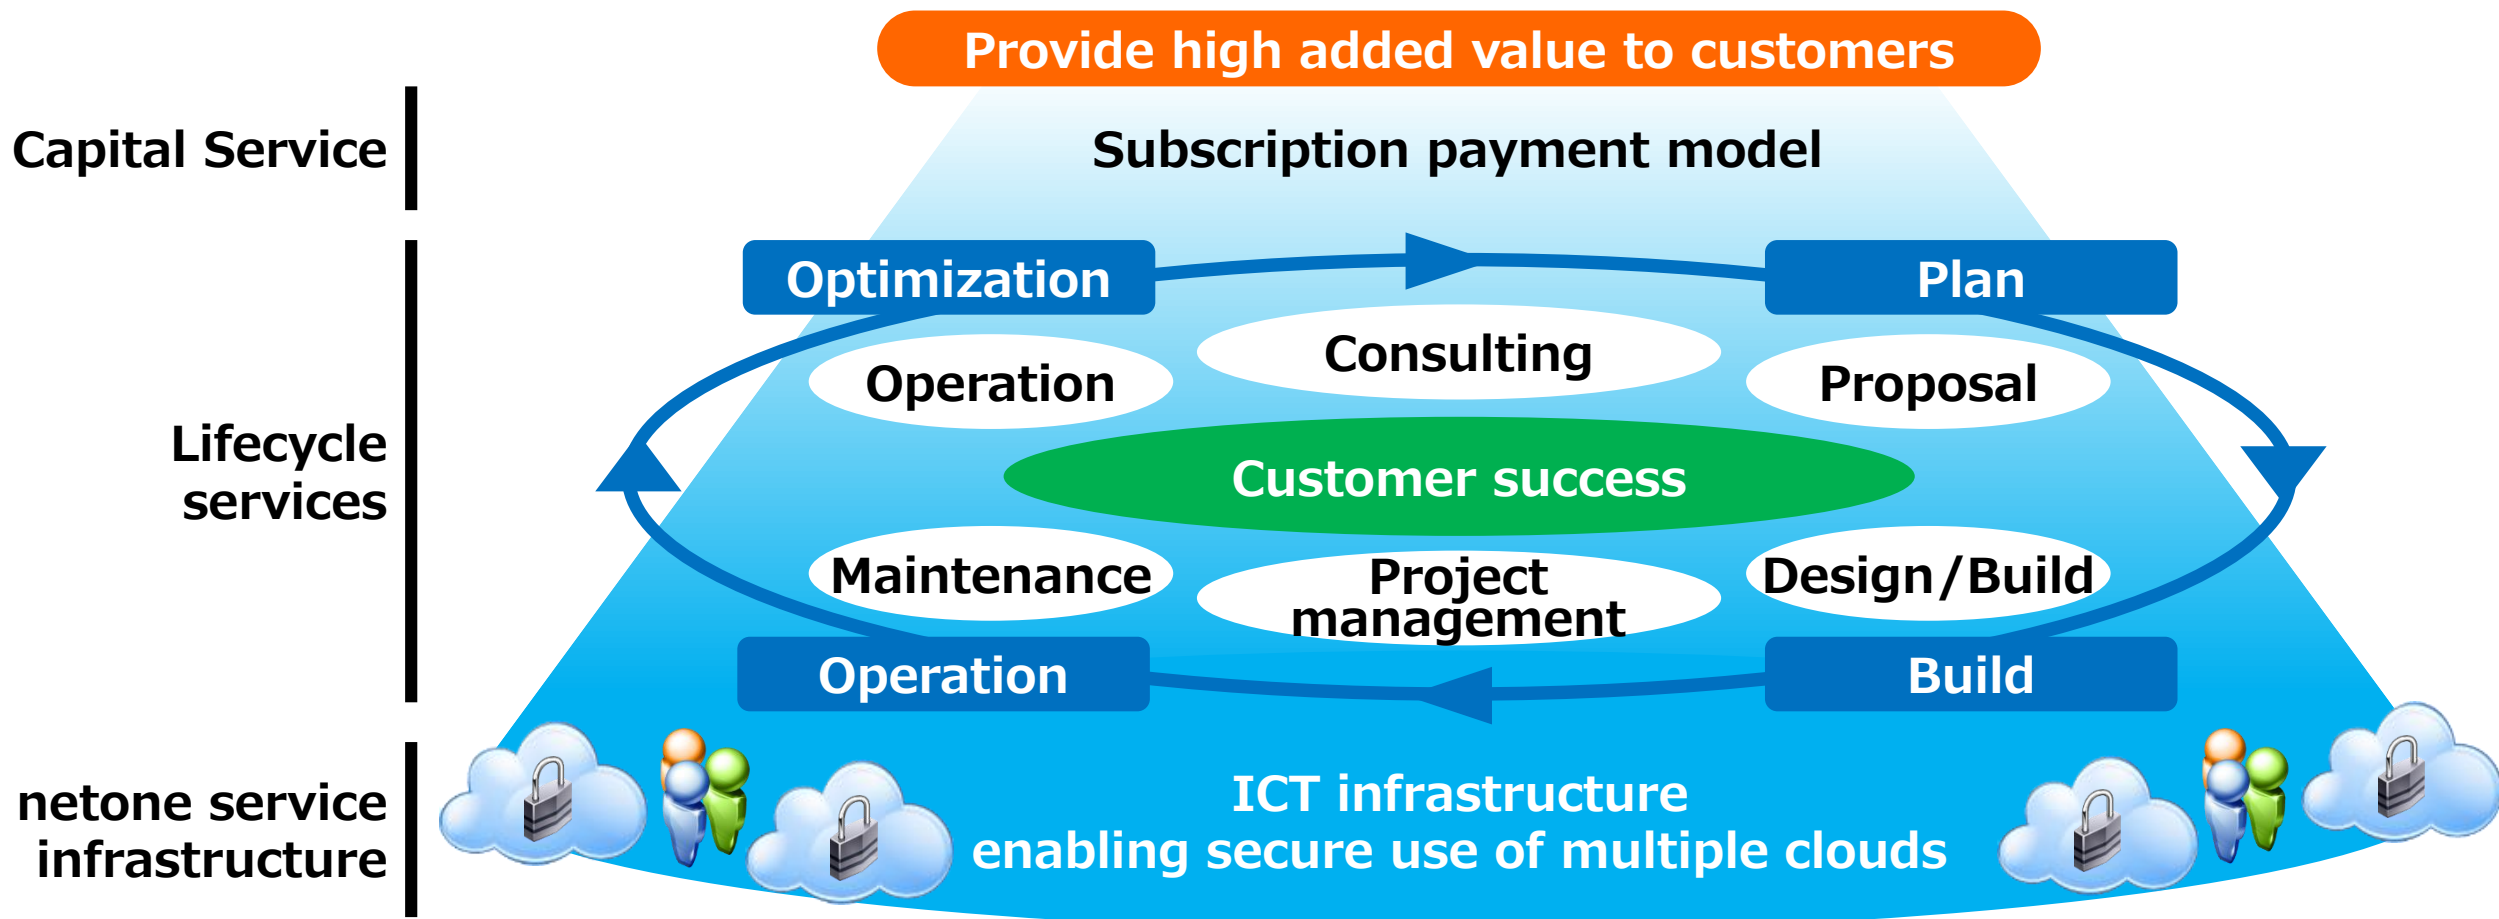 Provide high added value to customers
Capital Service
Subscription payment model
Optimization
Plan
Consulting
Operation
Proposal
Lifecycle
services
Customer success
Maintenance
Project
management
Design/Build
Operation
Build
netone service
infrastructure
ICT infrastructure
enabling secure use of multiple clouds